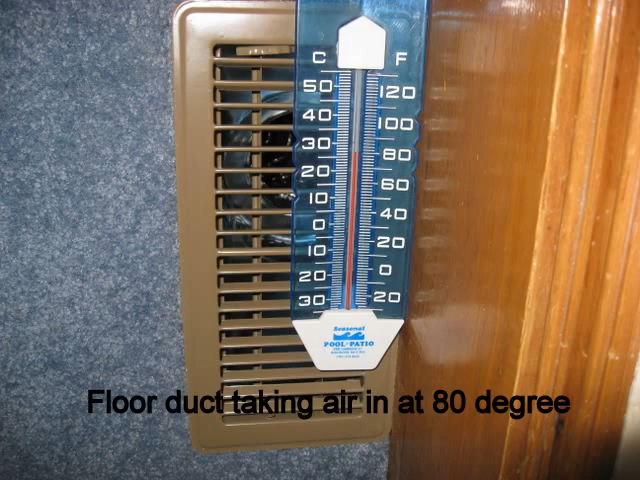 C F
50 120
40 100
30 80
20 60
10 40
0 20
10 0
20 20
30
Seasonal
POOL PATIO
Floor duct taking air in at 80 degree